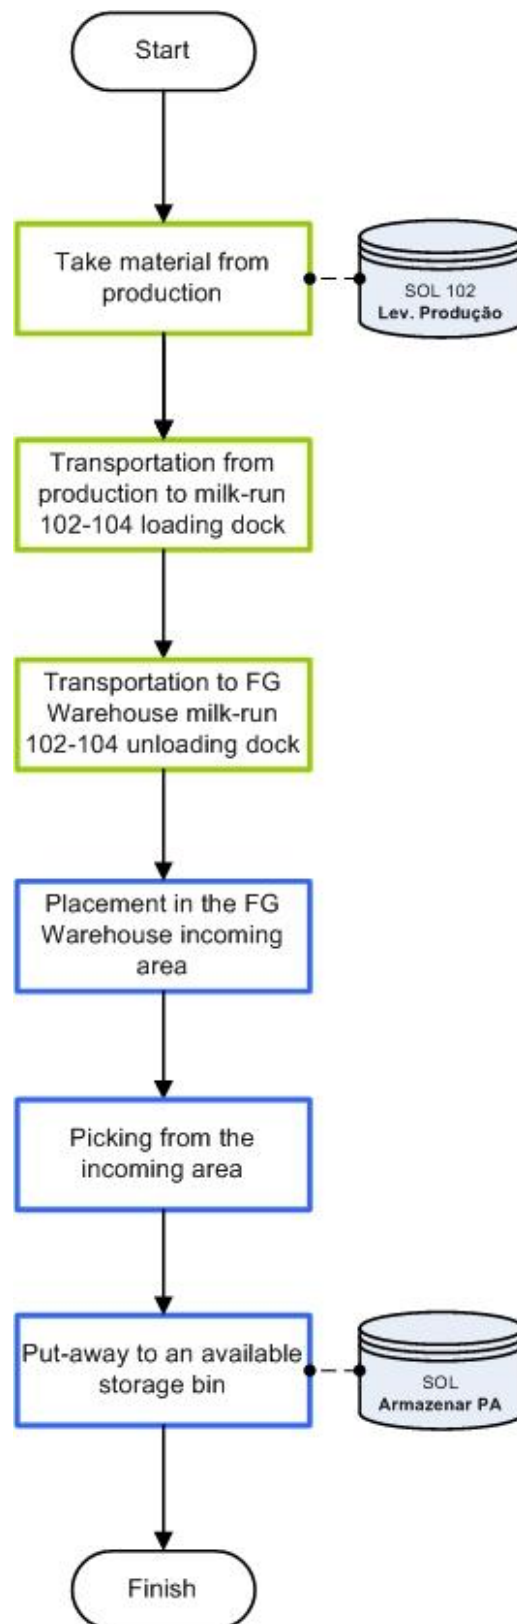 Start
Take material from
production
SOL 102
Lev. Produção
Transportation from
production to milk-run
102-104 loading dock
Transportation to FG
Warehouse milk-run
102-104 unloading dock
Placement in the FG
Warehouse incoming
area
Picking from the
incoming area
Put-away to an available
storage bin
SOL
Armazenar PA
Finish